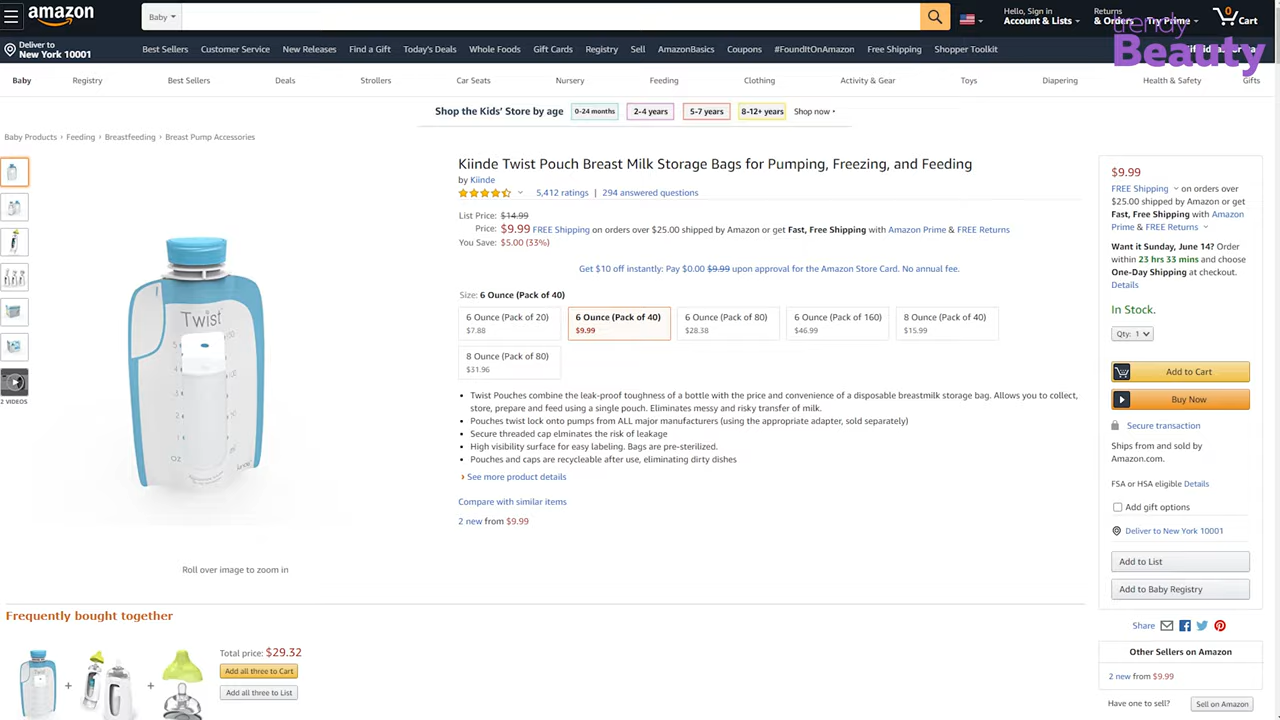 amazon
Baby
Hello, Sign in
Account & Lists
Returns
& Orders
Try Prime
0
Cart
trendy
Beauty
Deliver to
New York 10001
Best Sellers
Customer Service
New Releases
Find a Gift
Today's Deals
Whole Foods
Gift Cards
Registry
Sell
AmazonBasics
Coupons
#FoundItOnAmazon
Free Shipping
Shopper Toolkit
Baby
Registry
Best Sellers
Deals
Strollers
Car Seats
Nursery
Feeding
Clothing
Activity & Gear
Toys
Diapering
Health & Safety
Gifts
Shop the Kids' Store by age
0-24 months
2-4 years
5-7 years
8-12+ years
Shop now ›
Baby Products › Feeding › Breastfeeding › Breast Pump Accessories
2 VIDEOS
Twist
Oz
Roll over image to zoom in
Kiinde Twist Pouch Breast Milk Storage Bags for Pumping, Freezing, and Feeding
by Kiinde
5,412 ratings | 294 answered questions
List Price: $14.99
Price: $9.99 FREE Shipping on orders over $25.00 shipped by Amazon or get Fast, Free Shipping with Amazon Prime & FREE Returns
You Save: $5.00 (33%)
Get $10 off instantly: Pay $0.00 $9.99 upon approval for the Amazon Store Card. No annual fee.
Size: 6 Ounce (Pack of 40)
6 Ounce (Pack of 20)
$7.88
6 Ounce (Pack of 40)
$9.99
6 Ounce (Pack of 80)
$28.38
6 Ounce (Pack of 160)
$46.99
8 Ounce (Pack of 40)
$15.99
8 Ounce (Pack of 80)
$31.96
• Twist Pouches combine the leak-proof toughness of a bottle with the price and convenience of a disposable breastmilk storage bag. Allows you to collect,
store, prepare and feed using a single pouch. Eliminates messy and risky transfer of milk.
• Pouches twist lock onto pumps from ALL major manufacturers (using the appropriate adapter, sold separately)
• Secure threaded cap elminates the risk of leakage
• High visibility surface for easy labeling. Bags are pre-sterilized.
• Pouches and caps are recycleable after use, eliminating dirty dishes
› See more product details
Compare with similar items
2 new from $9.99
$9.99
FREE Shipping on orders over
$25.00 shipped by Amazon or get
Fast, Free Shipping with Amazon
Prime & FREE Returns
Want it Sunday, June 14? Order
within 23 hrs 33 mins and choose
One-Day Shipping at checkout.
Details
In Stock.
Qty: 1
Add to Cart
Buy Now
Secure transaction
Ships from and sold by
Amazon.com.
FSA or HSA eligible Details
Add gift options
Deliver to New York 10001
Add to List
Add to Baby Registry
Share
Other Sellers on Amazon
2 new from $9.99
Have one to sell?
Sell on Amazon
Frequently bought together
+
+
Total price: $29.32
Add all three to Cart
Add all three to List